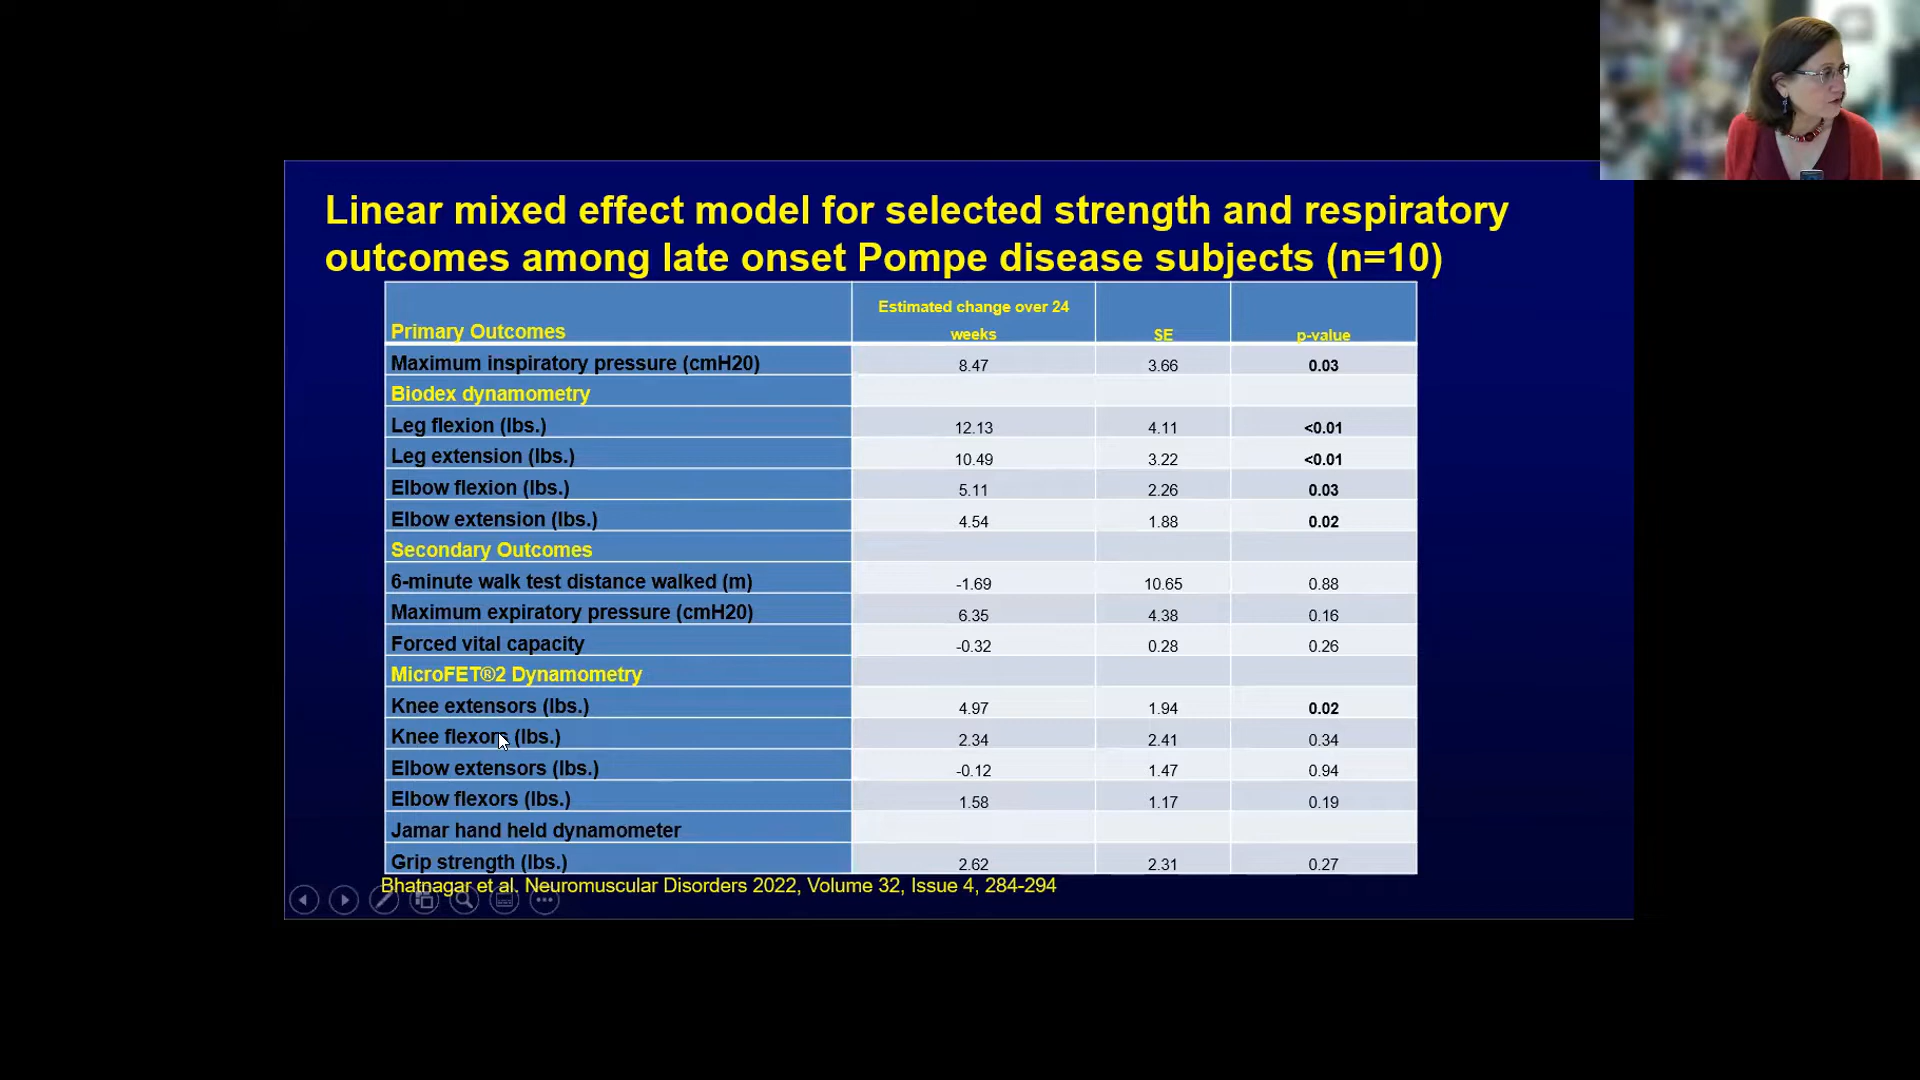 Linear mixed effect model for selected strength and respiratory
outcomes among late onset Pompe disease subjects (n=10)
Primary Outcomes Estimated change over 24 weeks SE p-value
Maximum inspiratory pressure (cmH20) 8.47 3.66 0.03
Biodex dynamometry
Leg flexion (lbs.) 12.13 4.11 <0.01
Leg extension (lbs.) 10.49 3.22 <0.01
Elbow flexion (lbs.) 5.11 2.26 0.03
Elbow extension (lbs.) 4.54 1.88 0.02
Secondary Outcomes
6-minute walk test distance walked (m) -1.69 10.65 0.88
Maximum expiratory pressure (cmH20) 6.35 4.38 0.16
Forced vital capacity -0.32 0.28 0.26
MicroFET®2 Dynamometry
Knee extensors (lbs.) 4.97 1.94 0.02
Knee flexors (lbs.) 2.34 2.41 0.34
Elbow extensors (lbs.) -0.12 1.47 0.94
Elbow flexors (lbs.) 1.58 1.17 0.19
Jamar hand held dynamometer
Grip strength (lbs.) 2.62 2.31 0.27
Bhatnagar et al. Neuromuscular Disorders 2022, Volume 32, Issue 4, 284-294